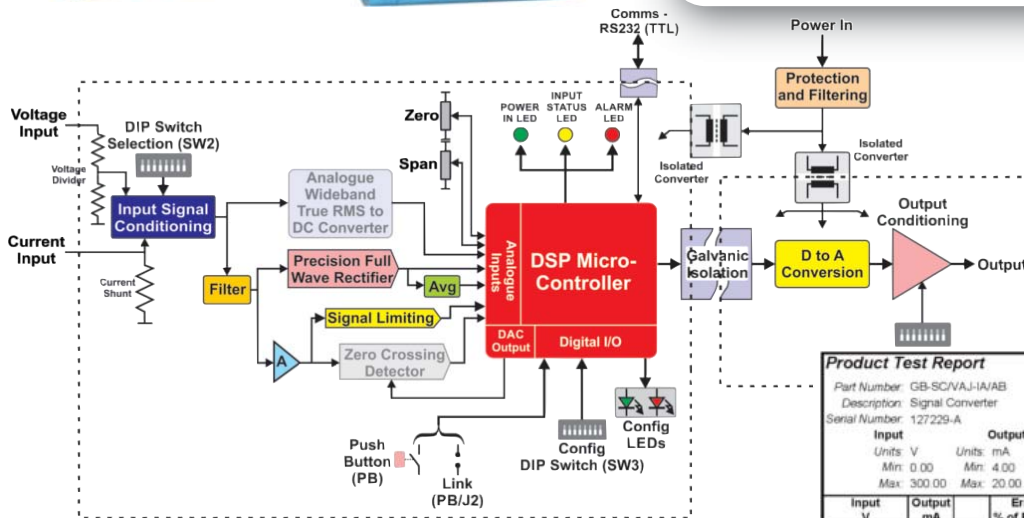 Comms -
RS232 (TTL)
Power In
Protection
and Filtering
Voltage
Input
DIP Switch
Selection (SW2)
Voltage
Divider
Zero
Span
POWER
IN LED
INPUT
STATUS
LED
ALARM
LED
Isolated
Converter
Isolated
Converter
Analogue
Wideband
True RMS to
DC Converter
Input Signal
Conditioning
Current
Input
Current
Shunt
Filter
Precision Full
Wave Rectifier
Avg
Signal Limiting
A
Zero Crossing
Detector
Analogue
Inputs
DSP Micro-
Controller
DAC
Output
Digital I/O
Galvanic
Isolation
D to A
Conversion
Output
Conditioning
Output
Push
Button
(PB)
Link
(PB/J2)
Config
DIP Switch (SW3)
Config
LEDs
Product Test Report
Part Number: GB-SC/VAJ-IA/AB
Description: Signal Converter
Serial Number: 127229-A
Input Output
Units: V Units: mA
Min: 0.00 Min: 4.00
Max: 300.00 Max: 20.00
Input Output
V mA % of